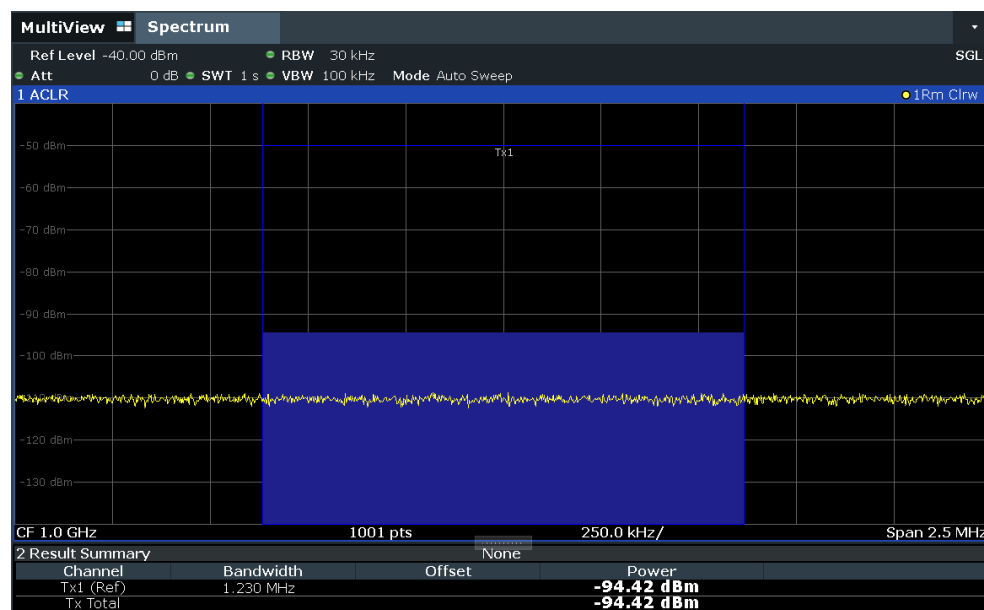 MultiView Spectrum
Ref Level -40.00 dBm RBW 30 kHz SGL
Att 0 dB SWT 1 s VBW 100 kHz Mode Auto Sweep
1 ACLR 1Rm Clrw
-50 dBm
Tx1
-60 dBm
-70 dBm
-80 dBm
-90 dBm
-100 dBm
-120 dBm
-130 dBm
CF 1.0 GHz 1001 pts 250.0 kHz/ Span 2.5 MHz
2 Result Summary None
Channel Bandwidth Offset Power
Tx1 (Ref) 1.230 MHz -94.42 dBm
Tx Total -94.42 dBm